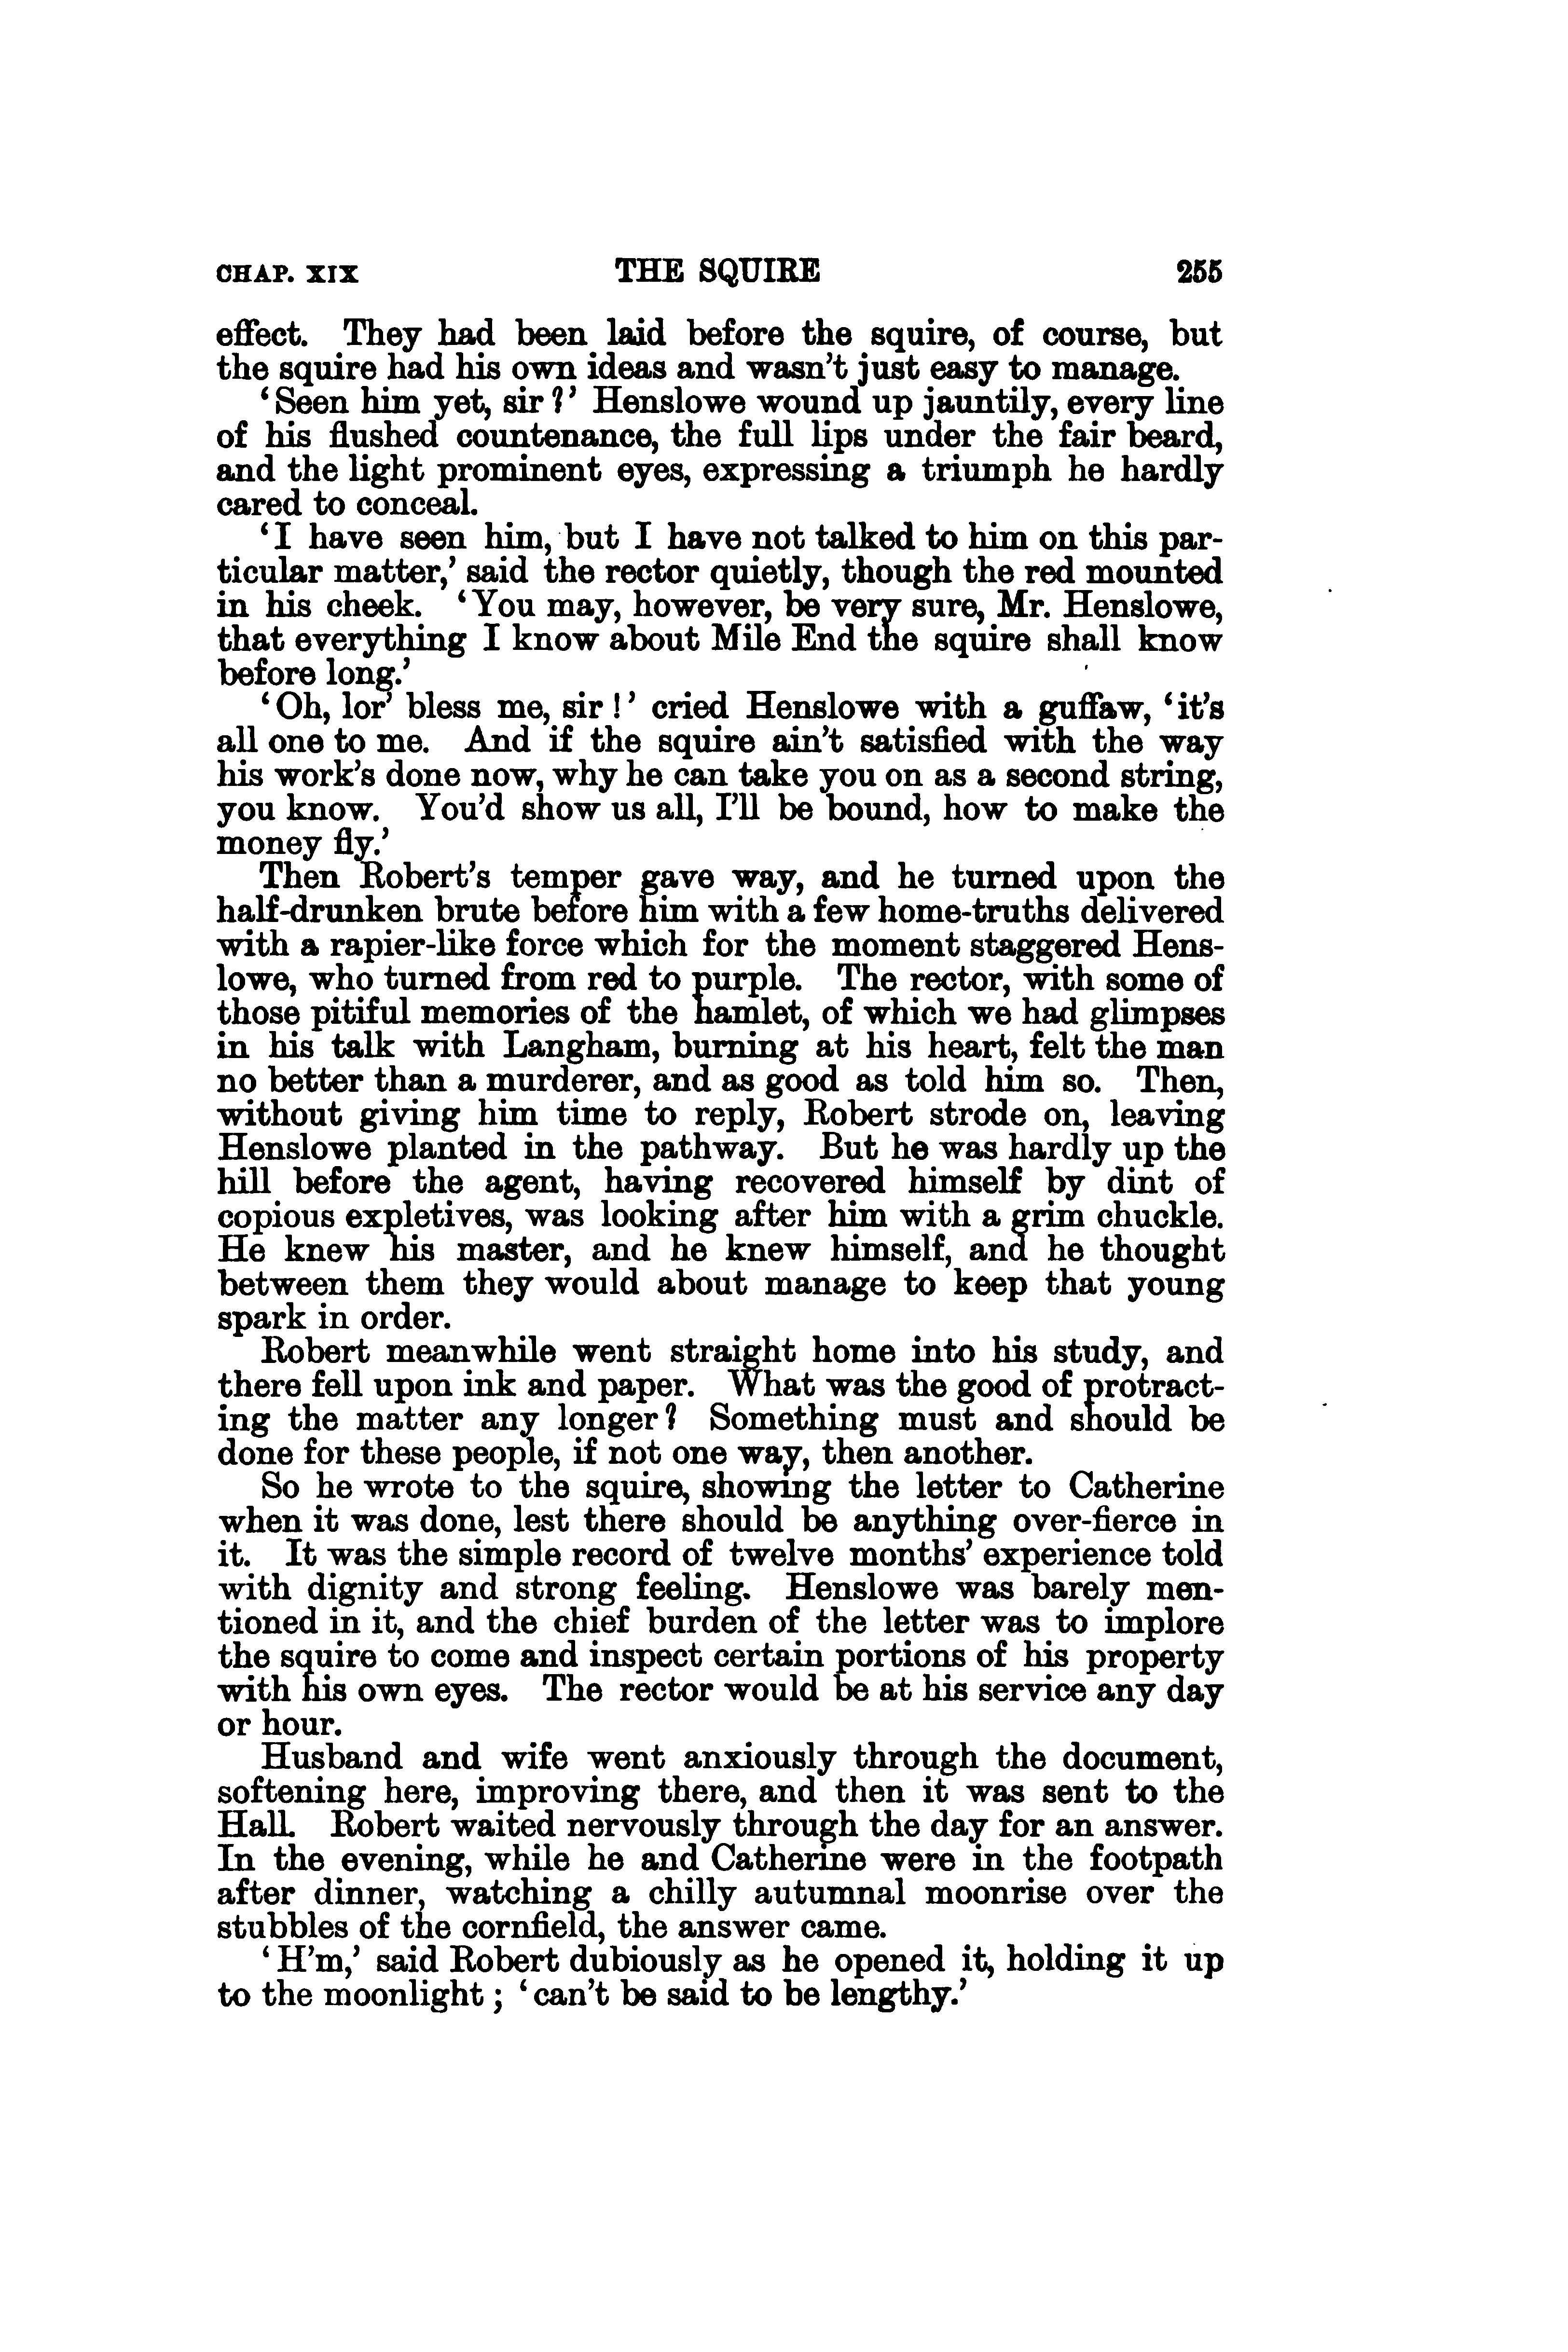 CHAP. XIX THE SQUIRE 255
effect. They had been laid before the squire, of course, but
the squire had his own ideas and wasn't just easy to manage.
‘Seen him yet, sir?’ Henslowe wound up jauntily, every line
of his flushed countenance, the full lips under the fair beard,
and the light prominent eyes, expressing a triumph he hardly
cared to conceal.
‘I have seen him, but I have not talked to him on this par-
ticular matter,’ said the rector quietly, though the red mounted
in his cheek. ‘You may, however, be very sure, Mr. Henslowe,
that everything I know about Mile End the squire shall know
before long.’
‘Oh, lor’ bless me, sir!’ cried Henslowe with a guffaw, ‘it's
all one to me. And if the squire ain't satisfied with the way
his work's done now, why he can take you on as a second string,
you know. You'd show us all, I'll be bound, how to make the
money fly.’
Then Robert's temper gave way, and he turned upon the
half-drunken brute before him with a few home-truths delivered
with a rapier-like force which for the moment staggered Hens-
lowe, who turned from red to purple. The rector, with some of
those pitiful memories of the hamlet, of which we had glimpses
in his talk with Langham, burning at his heart, felt the man
no better than a murderer, and as good as told him so. Then,
without giving him time to reply, Robert strode on, leaving
Henslowe planted in the pathway. But he was hardly up the
hill before the agent, having recovered himself by dint of
copious expletives, was looking after him with a grim chuckle.
He knew his master, and he knew himself, and he thought
between them they would about manage to keep that young
spark in order.
Robert meanwhile went straight home into his study, and
there fell upon ink and paper. What was the good of protract-
ing the matter any longer? Something must and should be
done for these people, if not one way, then another.
So he wrote to the squire, showing the letter to Catherine
when it was done, lest there should be anything over-fierce in
it. It was the simple record of twelve months’ experience told
with dignity and strong feeling. Henslowe was barely men-
tioned in it, and the chief burden of the letter was to implore
the squire to come and inspect certain portions of his property
with his own eyes. The rector would be at his service any day
or hour.
Husband and wife went anxiously through the document,
softening here, improving there, and then it was sent to the
Hall. Robert waited nervously through the day for an answer.
In the evening, while he and Catherine were in the footpath
after dinner, watching a chilly autumnal moonrise over the
stubbles of the cornfield, the answer came.
‘H'm,’ said Robert dubiously as he opened it, holding it up
to the moonlight; ‘can't be said to be lengthy.’